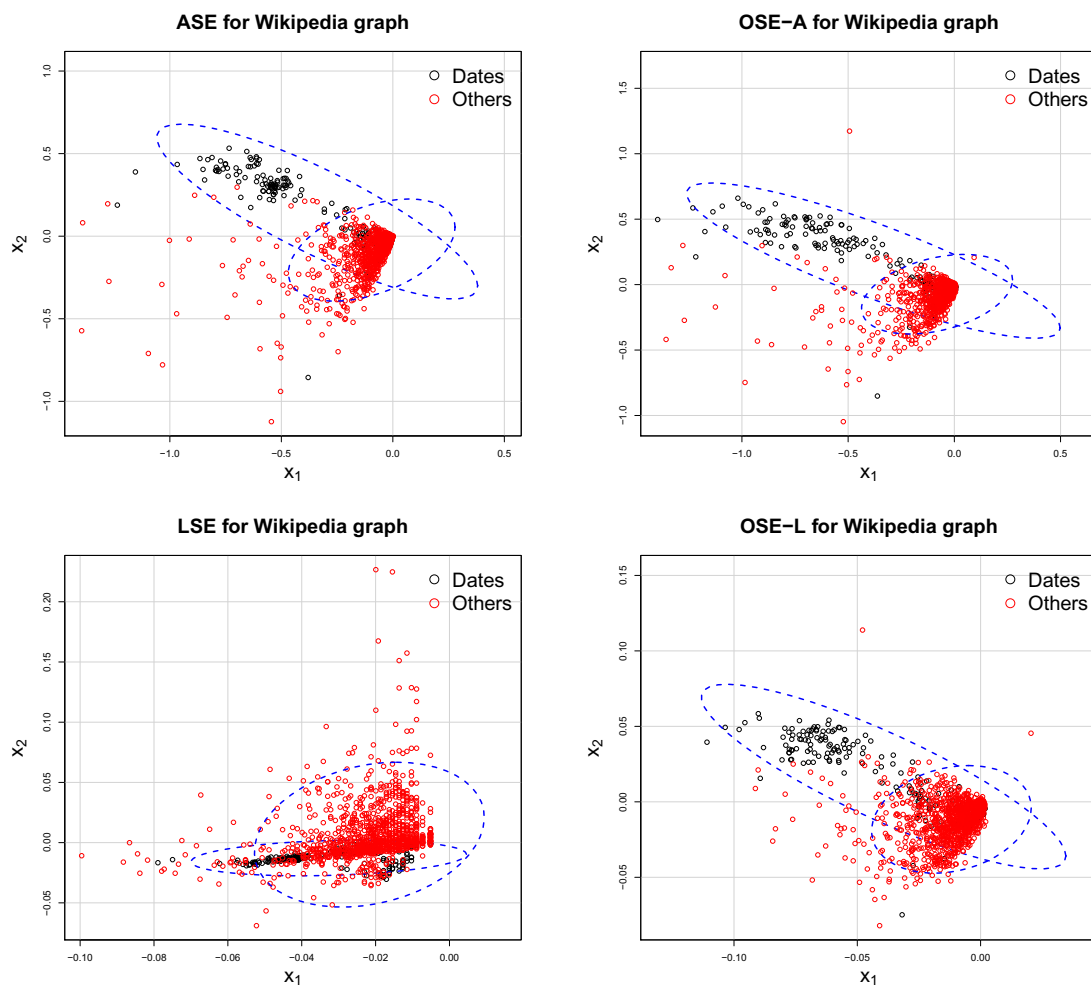 ASE for Wikipedia graph
Dates
Others
1.0
0.5
0.0
−0.5
−1.0
x2
−1.0
−0.5
0.0
0.5
x1
OSE−A for Wikipedia graph
Dates
Others
1.5
1.0
0.5
0.0
−0.5
−1.0
x2
−1.0
−0.5
0.0
0.5
x1
LSE for Wikipedia graph
Dates
Others
0.20
0.15
0.10
0.05
0.00
−0.05
x2
−0.10
−0.08
−0.06
−0.04
−0.02
0.00
x1
OSE−L for Wikipedia graph
Dates
Others
0.15
0.10
0.05
0.00
−0.05
x2
−0.10
−0.05
0.00
x1